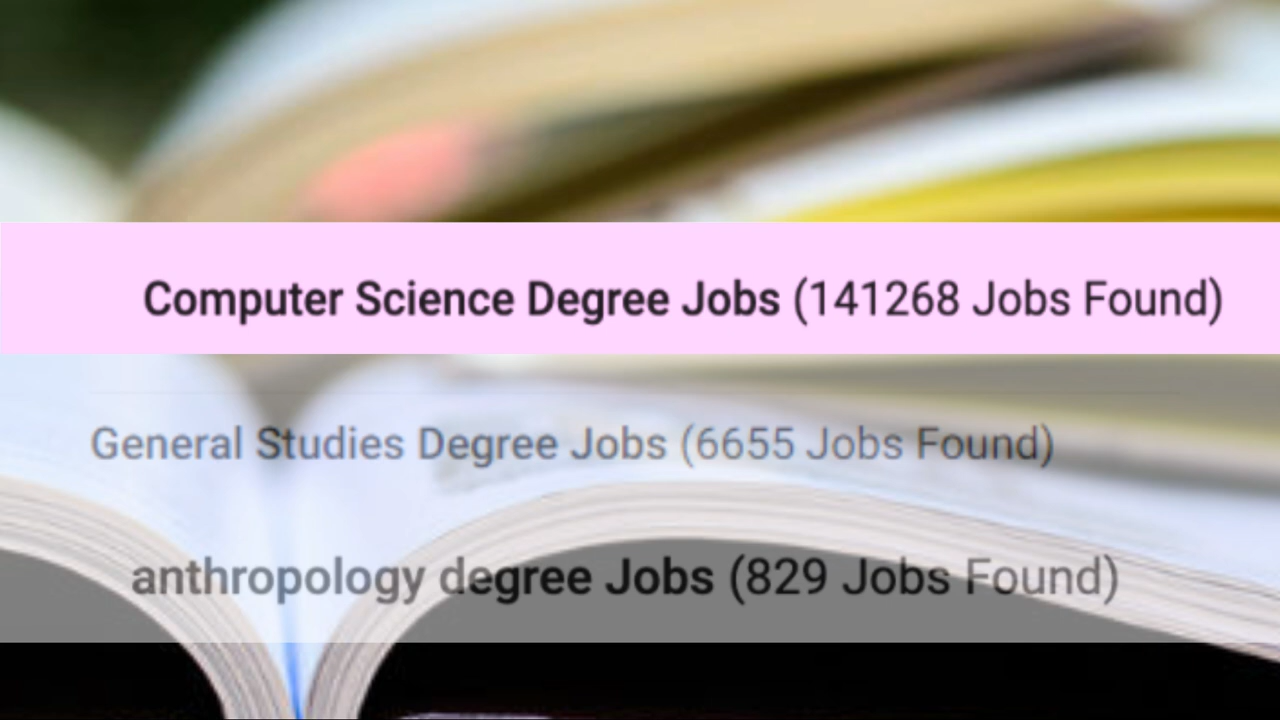 Computer Science Degree Jobs (141268 Jobs Found)
General Studies Degree Jobs (6655 Jobs Found)
anthropology degree Jobs (829 Jobs Found)